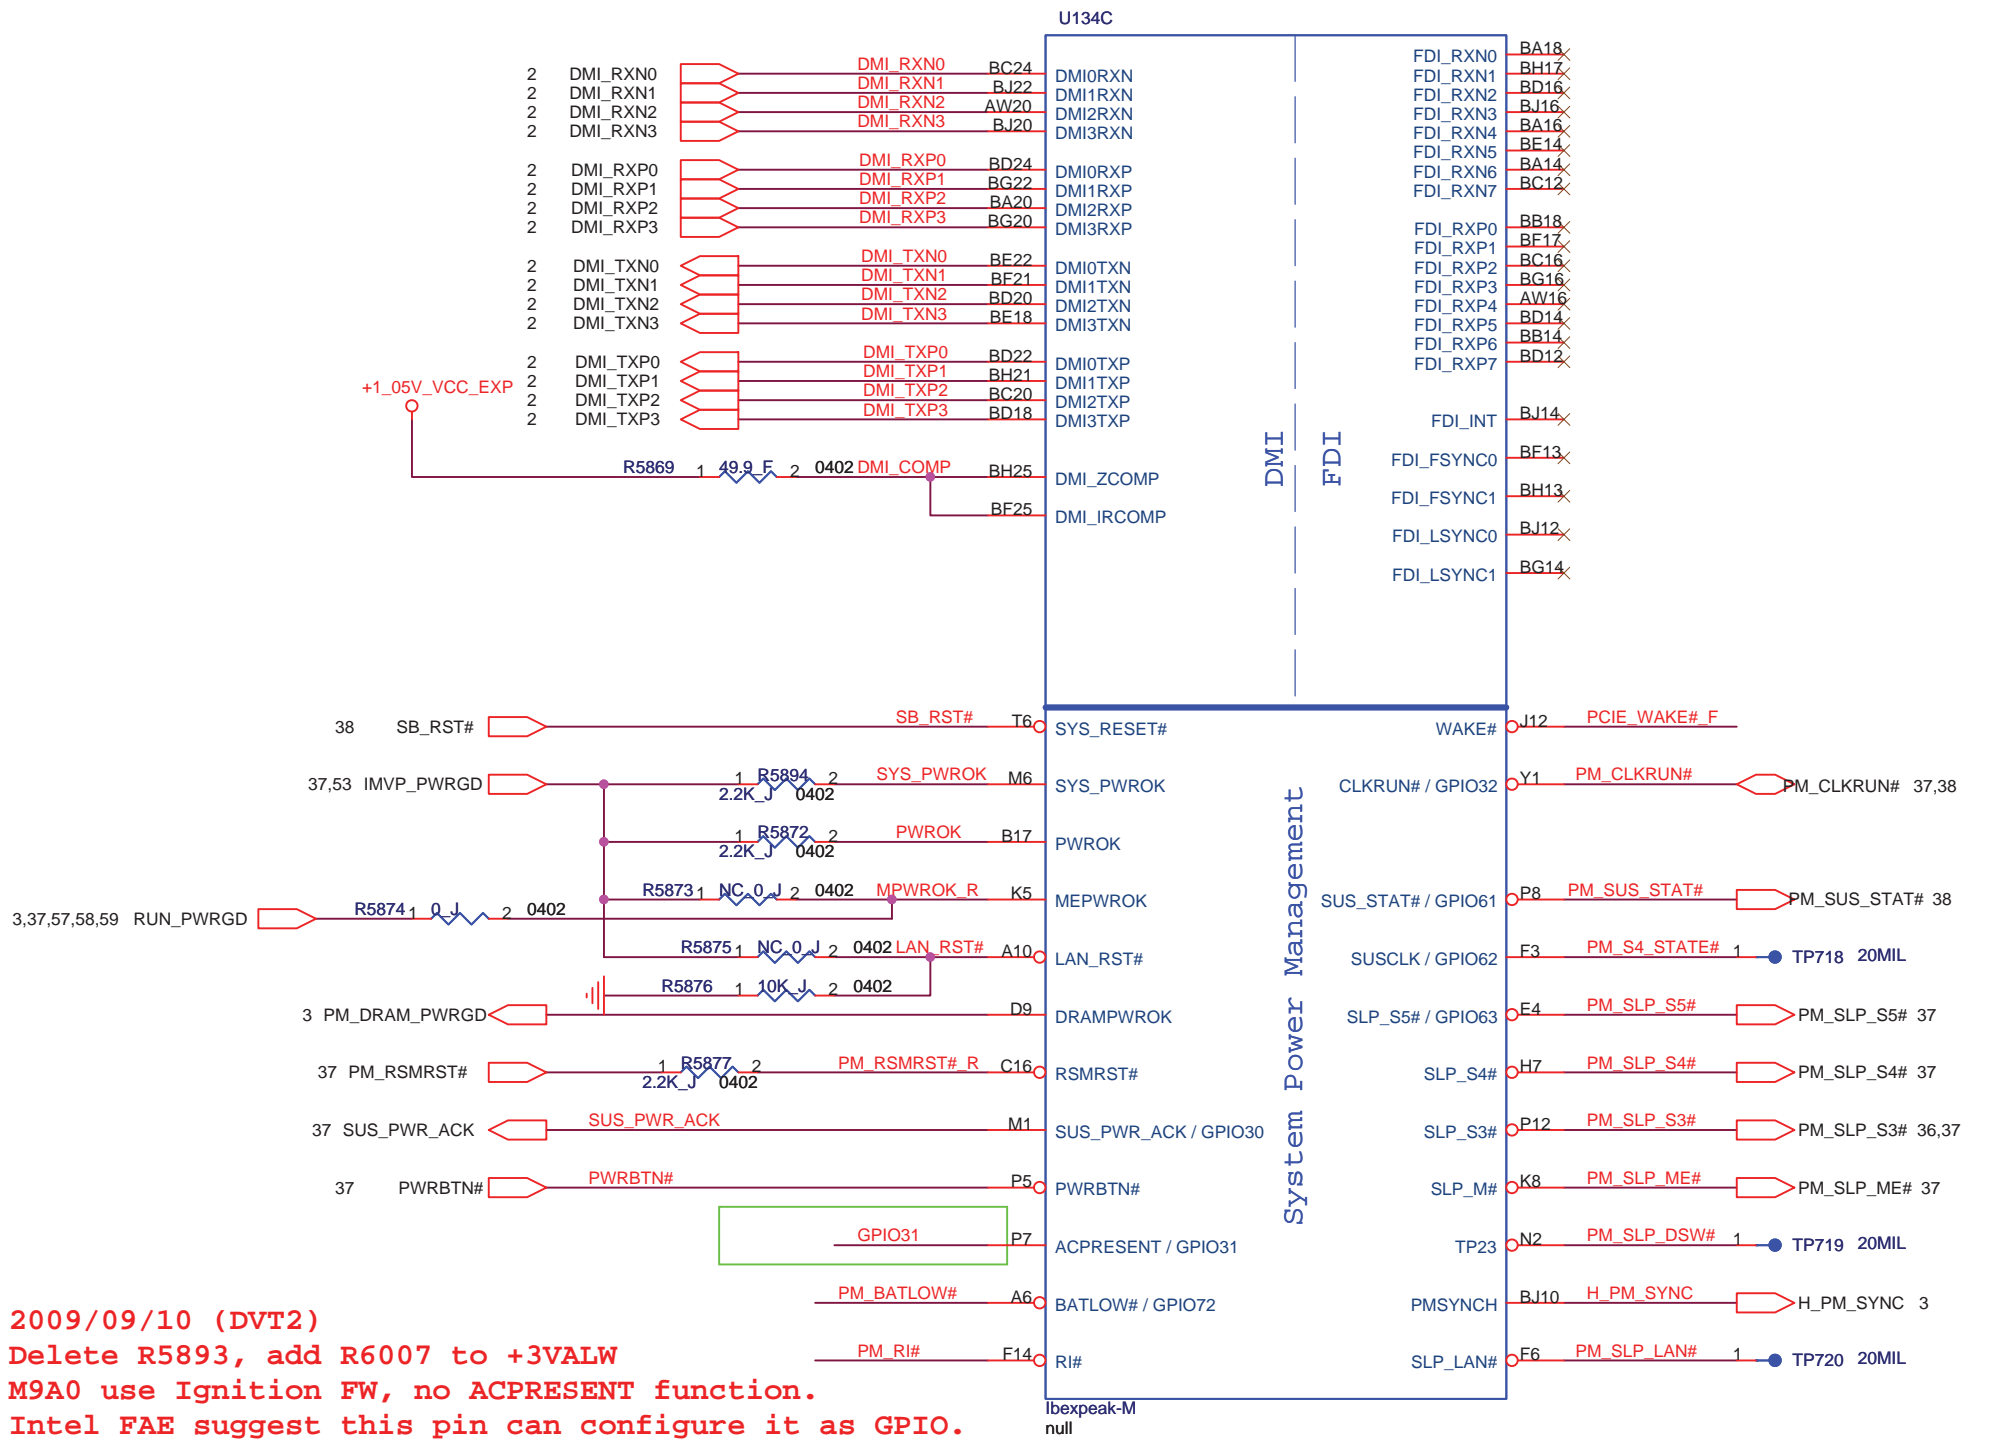 U134C
2 DMI_RXN0 DMI_RXN0 BC24 DMI0RXN
2 DMI_RXN1 DMI_RXN1 BJ22 DMI1RXN
2 DMI_RXN2 DMI_RXN2 AW20 DMI2RXN
2 DMI_RXN3 DMI_RXN3 BJ20 DMI3RXN
2 DMI_RXP0 DMI_RXP0 BD24 DMI0RXP
2 DMI_RXP1 DMI_RXP1 BG22 DMI1RXP
2 DMI_RXP2 DMI_RXP2 BA20 DMI2RXP
2 DMI_RXP3 DMI_RXP3 BG20 DMI3RXP
2 DMI_TXN0 DMI_TXN0 BE22 DMI0TXN
2 DMI_TXN1 DMI_TXN1 BF21 DMI1TXN
2 DMI_TXN2 DMI_TXN2 BD20 DMI2TXN
2 DMI_TXN3 DMI_TXN3 BE18 DMI3TXN
2 DMI_TXP0 DMI_TXP0 BD22 DMI0TXP
2 DMI_TXP1 DMI_TXP1 BH21 DMI1TXP
2 DMI_TXP2 DMI_TXP2 BC20 DMI2TXP
2 DMI_TXP3 DMI_TXP3 BD18 DMI3TXP
+1_05V_VCC_EXP
R5869 1 49.9_F 2 0402 DMI_COMP BH25 DMI_ZCOMP
BF25 DMI_IRCOMP
FDI_RXN0 BA18
FDI_RXN1 BH17
FDI_RXN2 BD16
FDI_RXN3 BJ16
FDI_RXN4 BA16
FDI_RXN5 BE14
FDI_RXN6 BA14
FDI_RXN7 BC12
FDI_RXP0 BB18
FDI_RXP1 BF17
FDI_RXP2 BC16
FDI_RXP3 BG16
FDI_RXP4 AW16
FDI_RXP5 BD14
FDI_RXP6 BB14
FDI_RXP7 BD12
FDI_INT BJ14
FDI_FSYNC0 BF13
FDI_FSYNC1 BH13
FDI_LSYNC0 BJ12
FDI_LSYNC1 BG14
DMI
FDI
38 SB_RST# SB_RST# T6 SYS_RESET#
37,53 IMVP_PWRGD 1 R5894 2 SYS_PWROK M6 SYS_PWROK
2.2K_J 0402
1 R5872 2 PWROK B17 PWROK
2.2K_J 0402
R5873 1 NC_0_J 2 0402 MPWROK_R K5 MEPWROK
3,37,57,58,59 RUN_PWRGD R5874 1 0_J 2 0402
R5875 1 NC_0_J 2 0402 LAN_RST# A10 LAN_RST#
R5876 1 10K_J 2 0402
3 PM_DRAM_PWRGD D9 DRAMPWROK
37 PM_RSMRST# 1 R5877 2 PM_RSMRST#_R C16 RSMRST#
2.2K_J 0402
37 SUS_PWR_ACK SUS_PWR_ACK M1 SUS_PWR_ACK / GPIO30
37 PWRBTN# PWRBTN# P5 PWRBTN#
GPIO31 P7 ACPRESENT / GPIO31
PM_BATLOW# A6 BATLOW# / GPIO72
PM_RI# F14 RI#
System Power Management
WAKE# J12 PCIE_WAKE#_F
CLKRUN# / GPIO32 Y1 PM_CLKRUN# PM_CLKRUN# 37,38
SUS_STAT# / GPIO61 P8 PM_SUS_STAT# PM_SUS_STAT# 38
SUSCLK / GPIO62 F3 PM_S4_STATE# 1 TP718 20MIL
SLP_S5# / GPIO63 E4 PM_SLP_S5# PM_SLP_S5# 37
SLP_S4# H7 PM_SLP_S4# PM_SLP_S4# 37
SLP_S3# P12 PM_SLP_S3# PM_SLP_S3# 36,37
SLP_M# K8 PM_SLP_ME# PM_SLP_ME# 37
TP23 N2 PM_SLP_DSW# 1 TP719 20MIL
PMSYNCH BJ10 H_PM_SYNC H_PM_SYNC 3
SLP_LAN# F6 PM_SLP_LAN# 1 TP720 20MIL
Ibexpeak-M
null
2009/09/10 (DVT2)
Delete R5893, add R6007 to +3VALW
M9A0 use Ignition FW, no ACPRESENT function.
Intel FAE suggest this pin can configure it as GPIO.